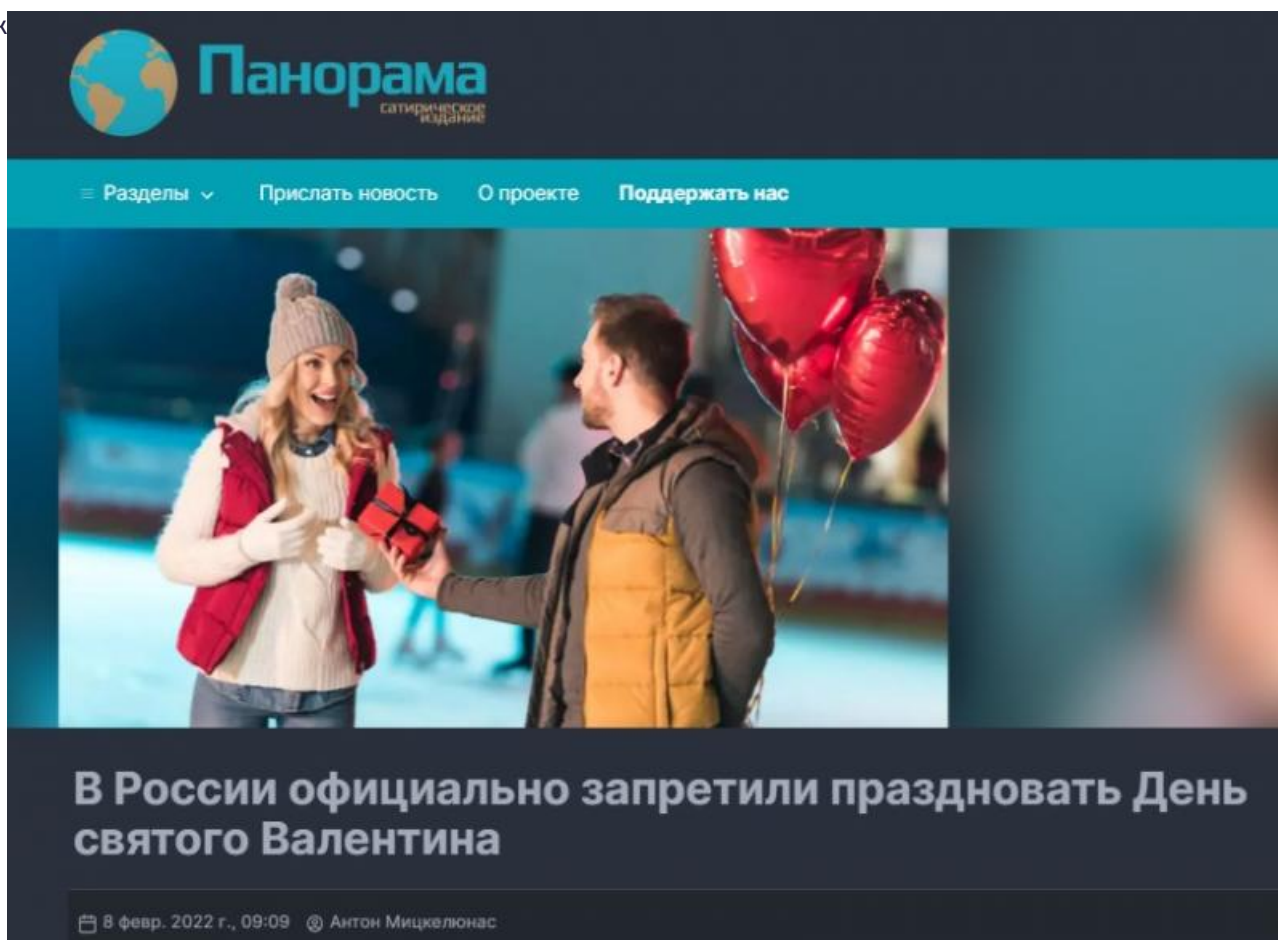 к
Панорама
сатирическое
издание
Разделы Прислать новость О проекте Поддержать нас
В России официально запретили праздновать День
святого Валентина
8 февр. 2022 г., 09:09 Антон Мицкелюнас